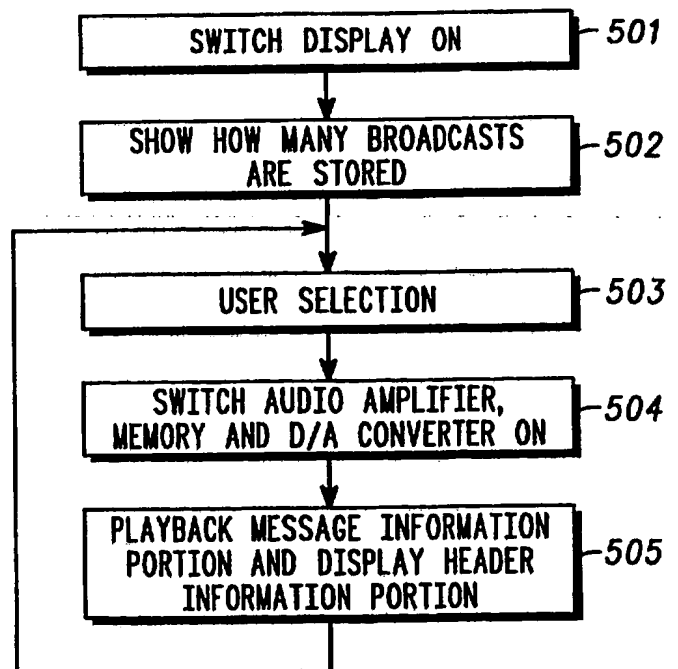 SWITCH DISPLAY ON
501
SHOW HOW MANY BROADCASTS
ARE STORED
502
USER SELECTION
503
SWITCH AUDIO AMPLIFIER,
MEMORY AND D/A CONVERTER ON
504
PLAYBACK MESSAGE INFORMATION
PORTION AND DISPLAY HEADER
INFORMATION PORTION
505